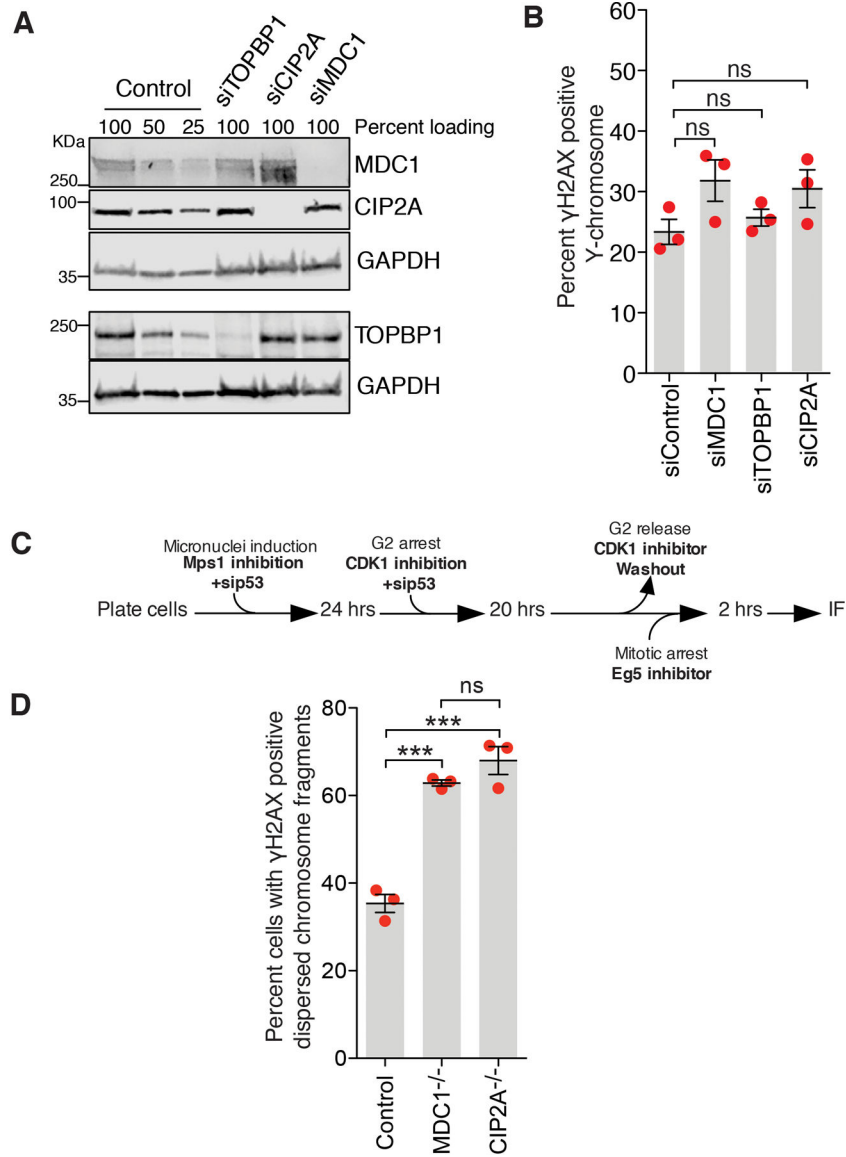 A
Control
siTOPBP1
siCIP2A
siMDC1
100 50 25 100 100 100 Percent loading
KDa
MDC1
250
100
CIP2A
GAPDH
35
250
TOPBP1
GAPDH
35
B
Percent γH2AX positive
Y-chromosome
60
50
40
30
20
10
0
ns
ns
ns
siControl
siMDC1
siTOPBP1
siCIP2A
C
Micronuclei induction
Mps1 inhibition
+sip53
G2 arrest
CDK1 inhibition
+sip53
G2 release
CDK1 inhibitor
Washout
Plate cells 24 hrs 20 hrs 2 hrs IF
Mitotic arrest
Eg5 inhibitor
D
Percent cells with γH2AX positive
dispersed chromosome fragments
80
60
40
20
0
ns
***
***
Control
MDC1-/-
CIP2A-/-